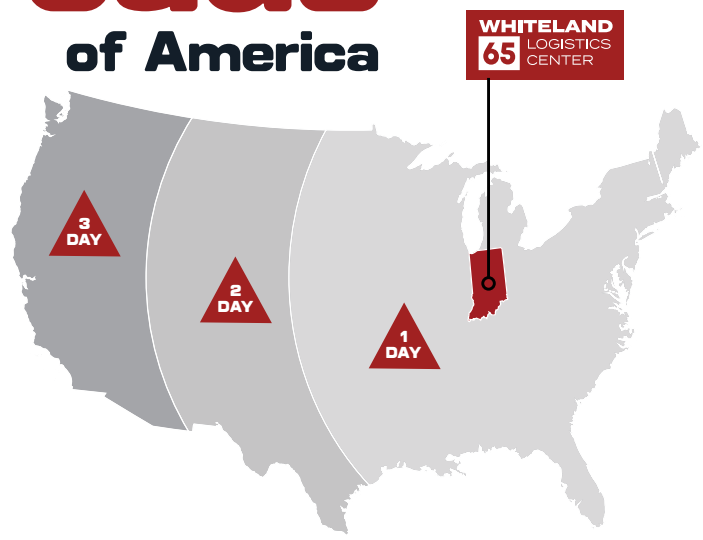 of America
WHITELAND
65 LOGISTICS
CENTER
3
DAY
2
DAY
1
DAY